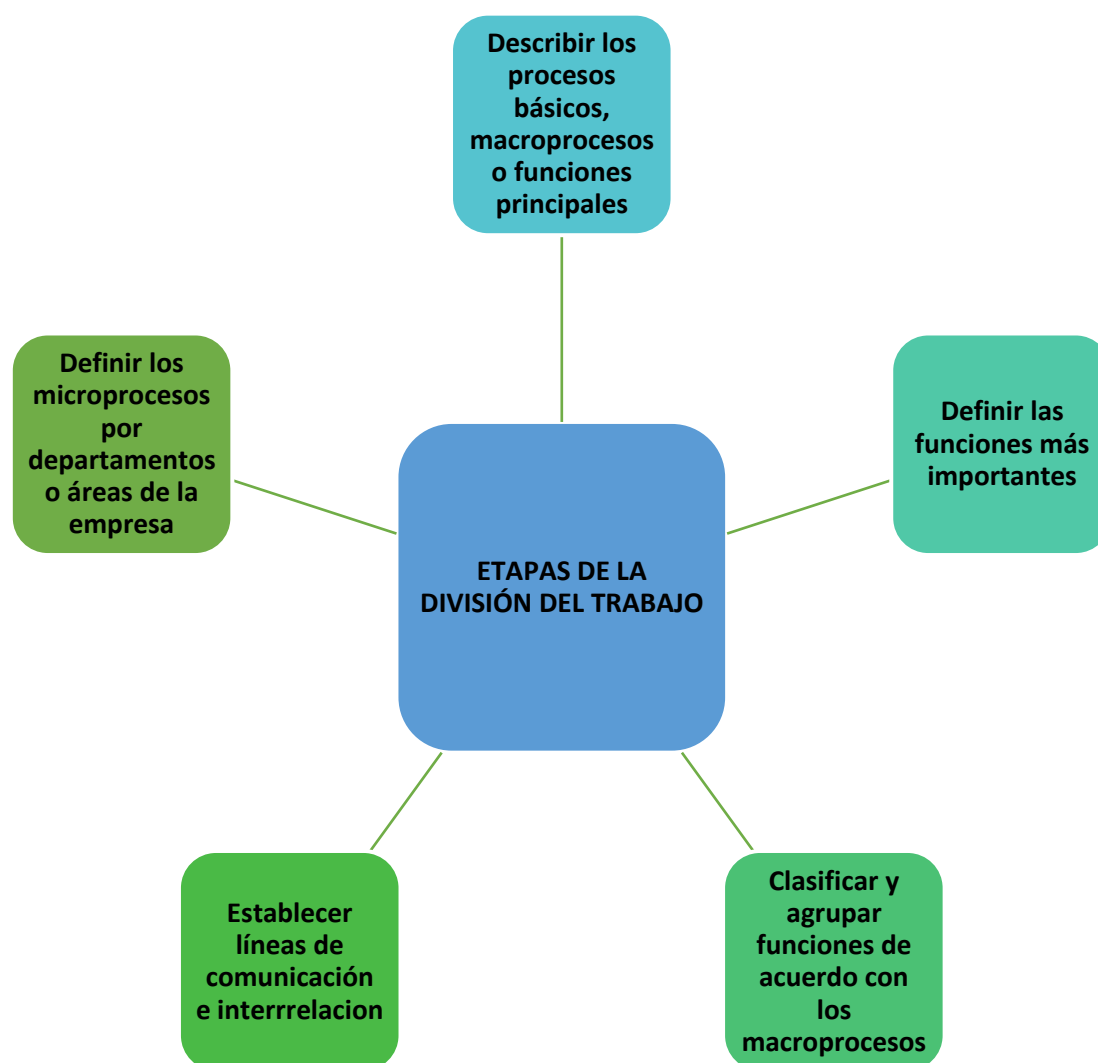 Describir los
procesos
básicos,
macroprocesos
o funciones
principales
Definir las
funciones más
importantes
Clasificar y
agrupar
funciones de
acuerdo con
los
macroprocesos
Establecer
líneas de
comunicación
e interrrelacion
Definir los
microprocesos
por
departamentos
o áreas de la
empresa
ETAPAS DE LA
DIVISIÓN DEL TRABAJO